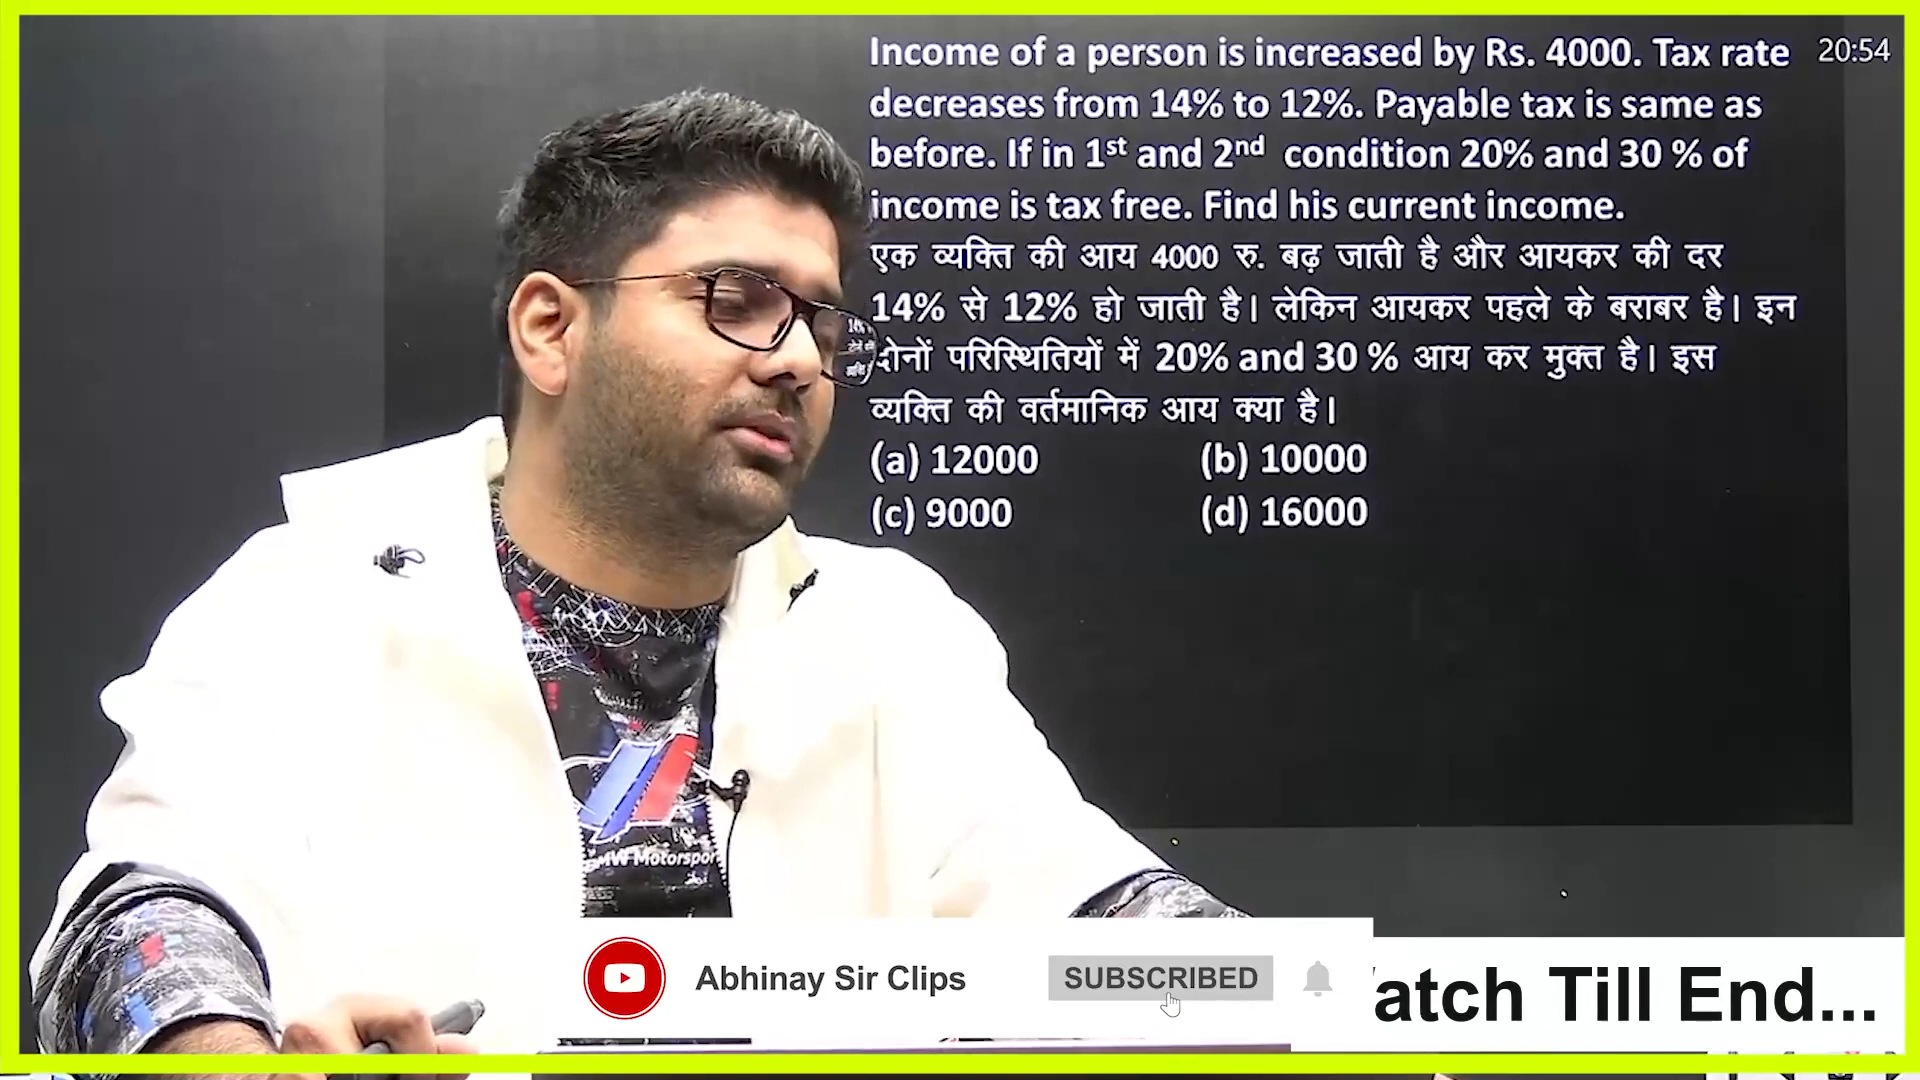 Income of a person is increased by Rs. 4000. Tax rate
20:54
decreases from 14% to 12%. Payable tax is same as
before. If in 1st and 2nd condition 20% and 30 % of
income is tax free. Find his current income.
एक व्यक्ति की आय 4000 रु. बढ़ जाती है और आयकर की दर
14% से 12% हो जाती है। लेकिन आयकर पहले के बराबर है। इन
दोनों परिस्थितियों में 20% and 30 % आय कर मुक्त है। इस
व्यक्ति की वर्तमानिक आय क्या है।
(a) 12000 (b) 10000
(c) 9000 (d) 16000
MW Motorspor
Abhinay Sir Clips
SUBSCRIBED
atch Till End...